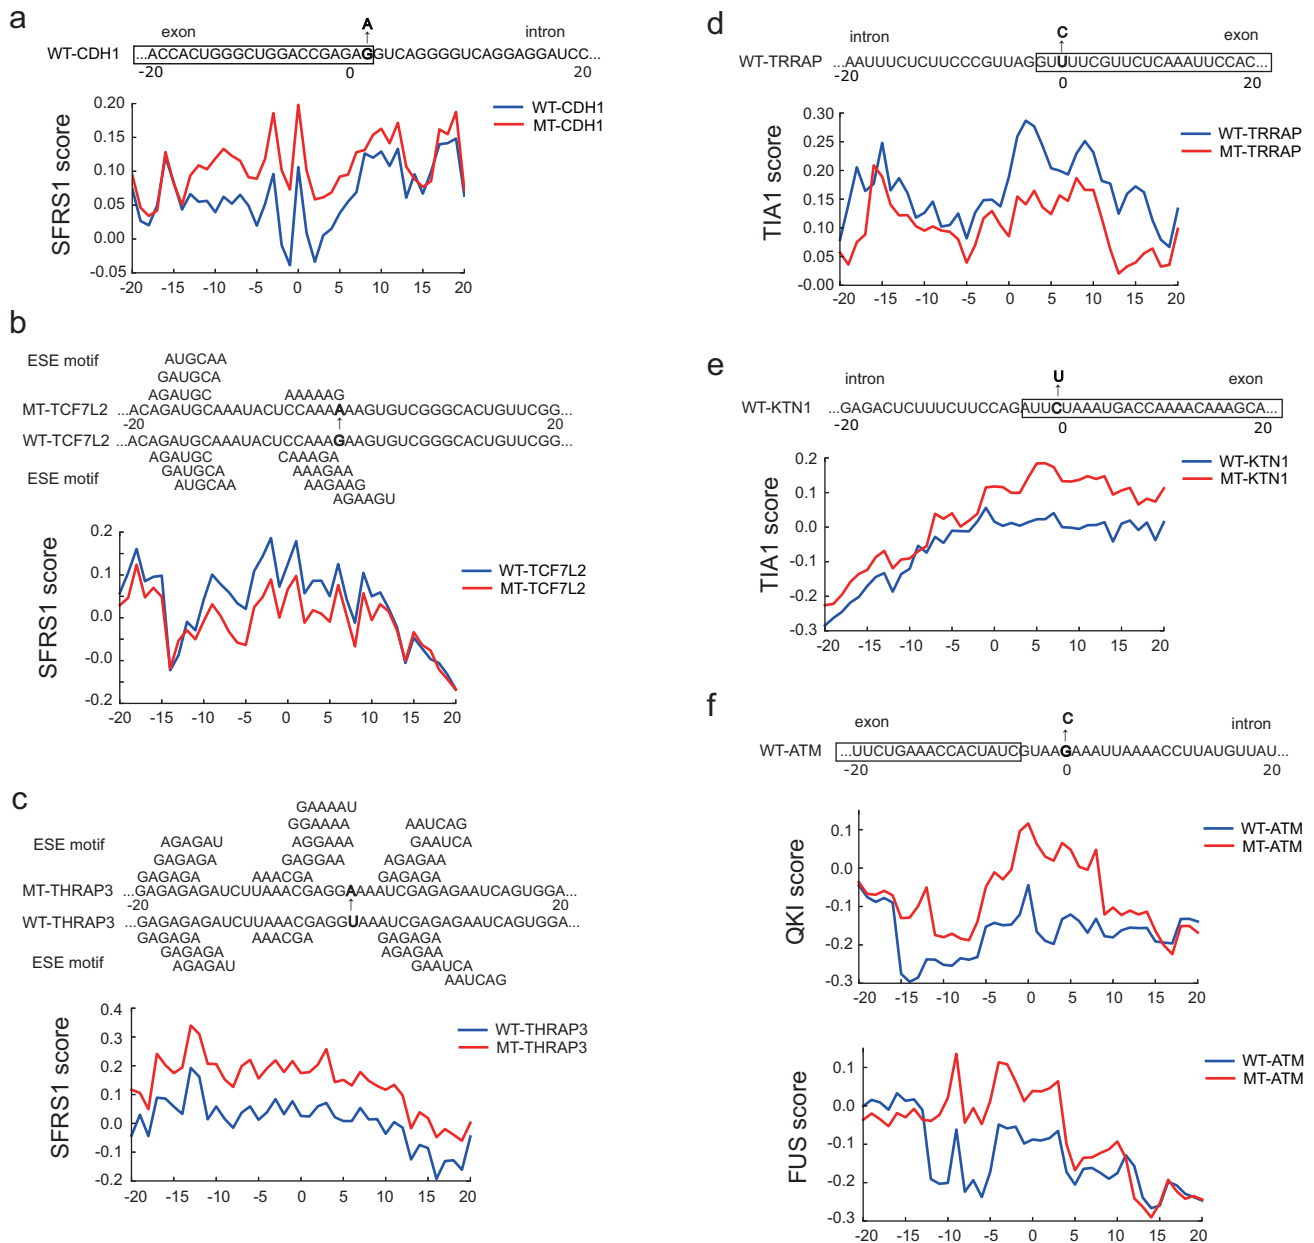 a
A
exon
intron
↑
WT-CDH1
...ACCACUGGGCUGGACCGAGAGGUCAGGGGUCAGGAGGAUCC...
-20
0
20
SFRS1 score
0.20
0.15
0.10
0.05
0.00
-0.05
-20 -15 -10 -5 0 5 10 15 20
WT-CDH1
MT-CDH1
b
ESE motif
AUGCAA
GAUGCA
AGAUGC AAAAAG
MT-TCF7L2 ...ACAGAUGCAAAUACUCCAAAAAAGUGUCGGGCACUGUUCGG...
-20 ↑ 20
WT-TCF7L2 ...ACAGAUGCAAAUACUCCAAAGAAGUGUCGGGCACUGUUCGG...
AGAUGC CAAAGA
GAUGCA AAAGAA
ESE motif
AUGCAA AAGAAG
AGAAGU
SFRS1 score
0.2
0.1
0.0
-0.0
-0.2
-20 -15 -10 -5 0 5 10 15 20
WT-TCF7L2
MT-TCF7L2
c
GAAAAU
GGAAAA AAUCAG
ESE motif
AGAGAU AGGAAA GAAUCA
GAGAGA GAGGAA AGAGAA
GAGAGA AAACGA GAGAGA
MT-THRAP3 ...GAGAGAGAUCUUAAACGAGGAAAAUCGAGAGAAUCAGUGGA...
-20 ↑ 20
WT-THRAP3 ...GAGAGAGAUCUUAAACGAGGUAAAUCGAGAGAAUCAGUGGA...
GAGAGA AAACGA GAGAGA
GAGAGA AGAGAA
ESE motif
AGAGAU GAAUCA
AAUCAG
SFRS1 score
0.4
0.3
0.2
0.1
-0.0
-0.1
0.2
-20 -15 -10 -5 0 5 10 15 20
WT-THRAP3
MT-THRAP3
d
C
intron
exon
↑
WT-TRRAP ...AAUUUCUCUUCCCGUUAGGUUUUCGUUCUCAAAUUCCAC...
-20
0
20
TIA1 score
0.30
0.25
0.20
0.15
0.10
0.05
0.00
-20 -15 -10 -5 0 5 10 15 20
WT-TRRAP
MT-TRRAP
e
U
intron
exon
↑
WT-KTN1 ...GAGACUCUUUCUUCCAGAUUCUAAAUGACCAAAACAAAGCA...
-20
0
20
TIA1 score
0.2
0.1
0.0
-0.1
-0.2
-0.3
-20 -15 -10 -5 0 5 10 15 20
WT-KTN1
MT-KTN1
f
C
exon
intron
↑
WT-ATM ...UUCUGAAACCACUAUCGUAAGAAAUUAAAACCUUAUGUUAU...
-20
0
20
QKI score
0.1
0.0
-0.1
-0.2
-0.3
-20 -15 -10 -5 0 5 10 15 20
WT-ATM
MT-ATM
FUS score
0.1
0.0
-0.1
-0.2
-0.3
-20 -15 -10 -5 0 5 10 15 20
WT-ATM
MT-ATM